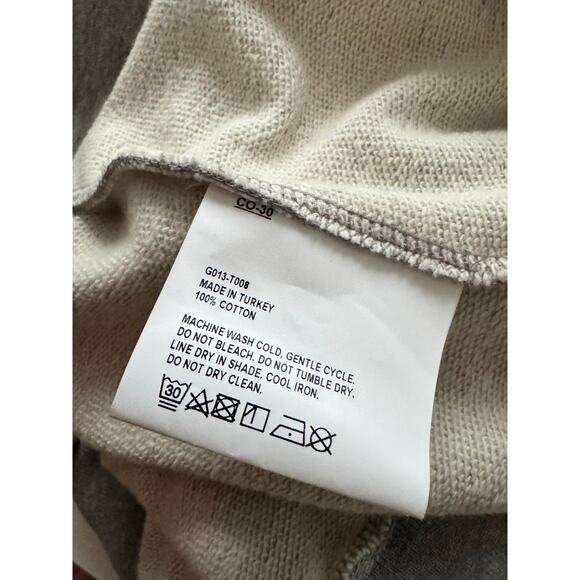 CO-30
G013-T008
MADE IN TURKEY
100% COTTON
MACHINE WASH COLD, GENTLE CYCLE.
DO NOT BLEACH. DO NOT TUMBLE DRY.
LINE DRY IN SHADE. COOL IRON.
DO NOT DRY CLEAN.
30